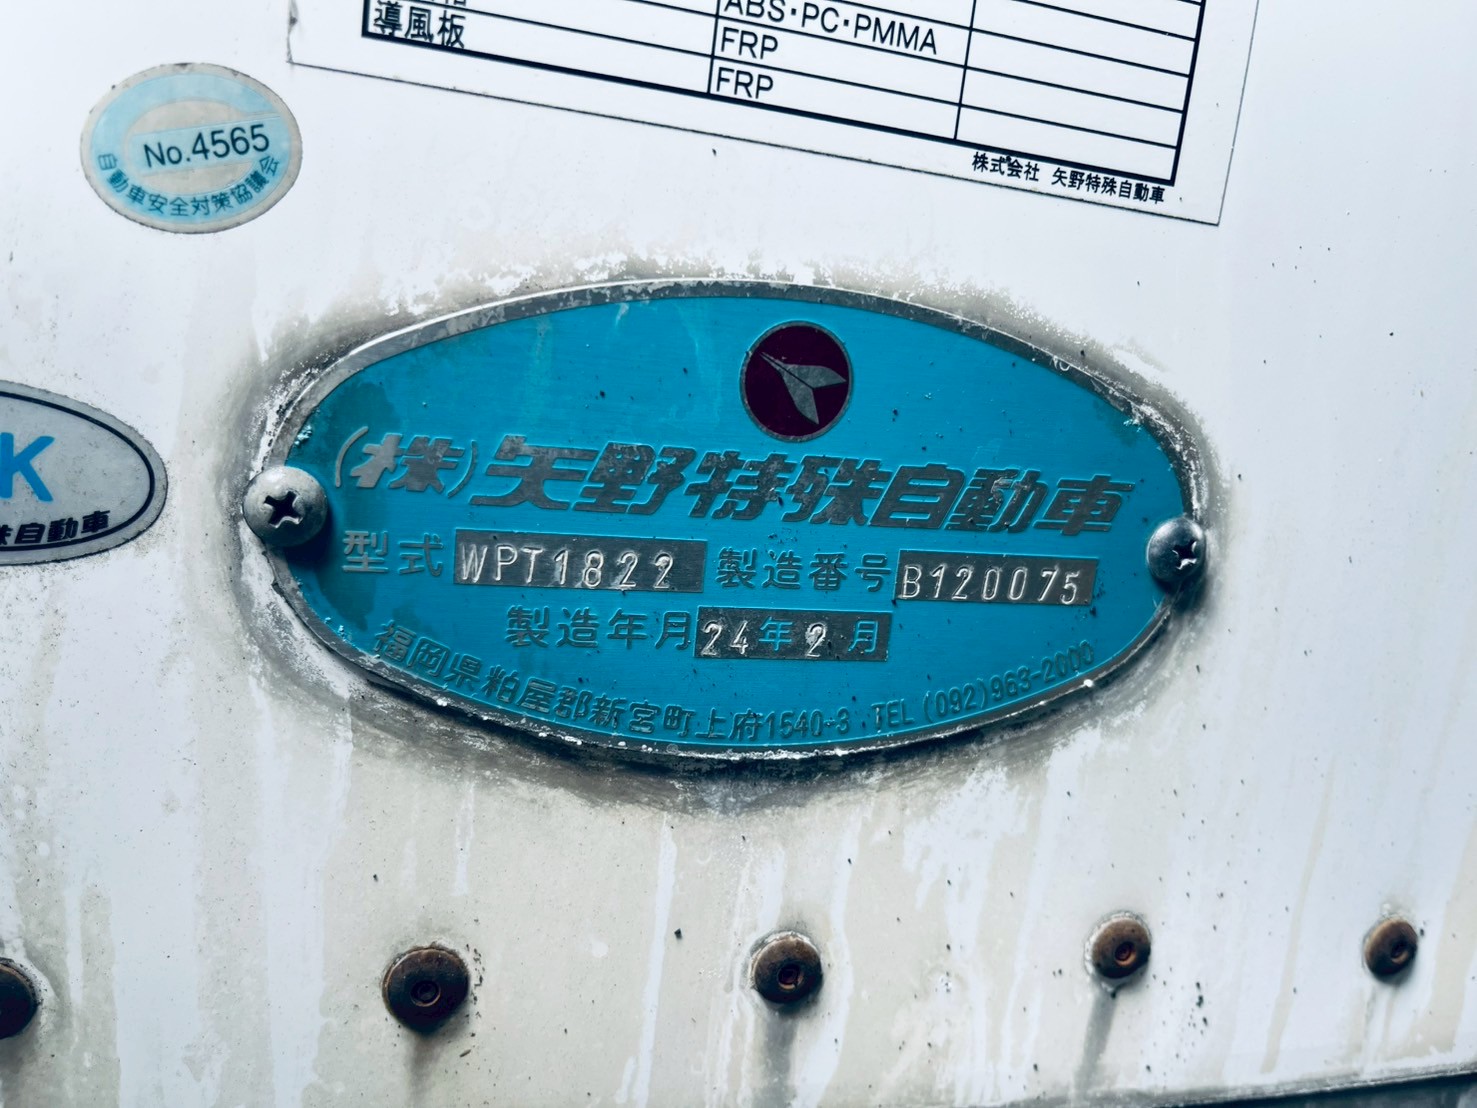 ABS・PC・PMMA
導風板
FRP
FRP
株式会社 矢野特殊自動車
No.4565
自動車安全対策協議会
K
殊自動車
(株)矢野特殊自動車
型式 WPT1822 製造番号 B120075
製造年月 24年2月
福岡県粕屋郡新宮町上府1540-3 TEL (092)963-2000